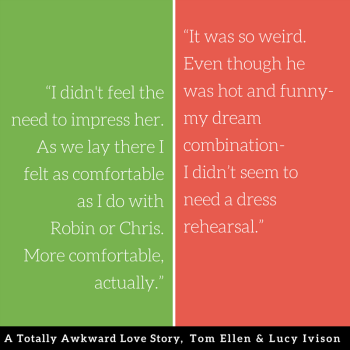 “I didn't feel the
need to impress her.
As we lay there I
felt as comfortable
as I do with
Robin or Chris.
More comfortable,
actually.”
“It was so weird.
Even though he
was hot and funny-
my dream
combination-
I didn’t seem to
need a dress
rehearsal.”
A Totally Awkward Love Story, Tom Ellen & Lucy Ivison